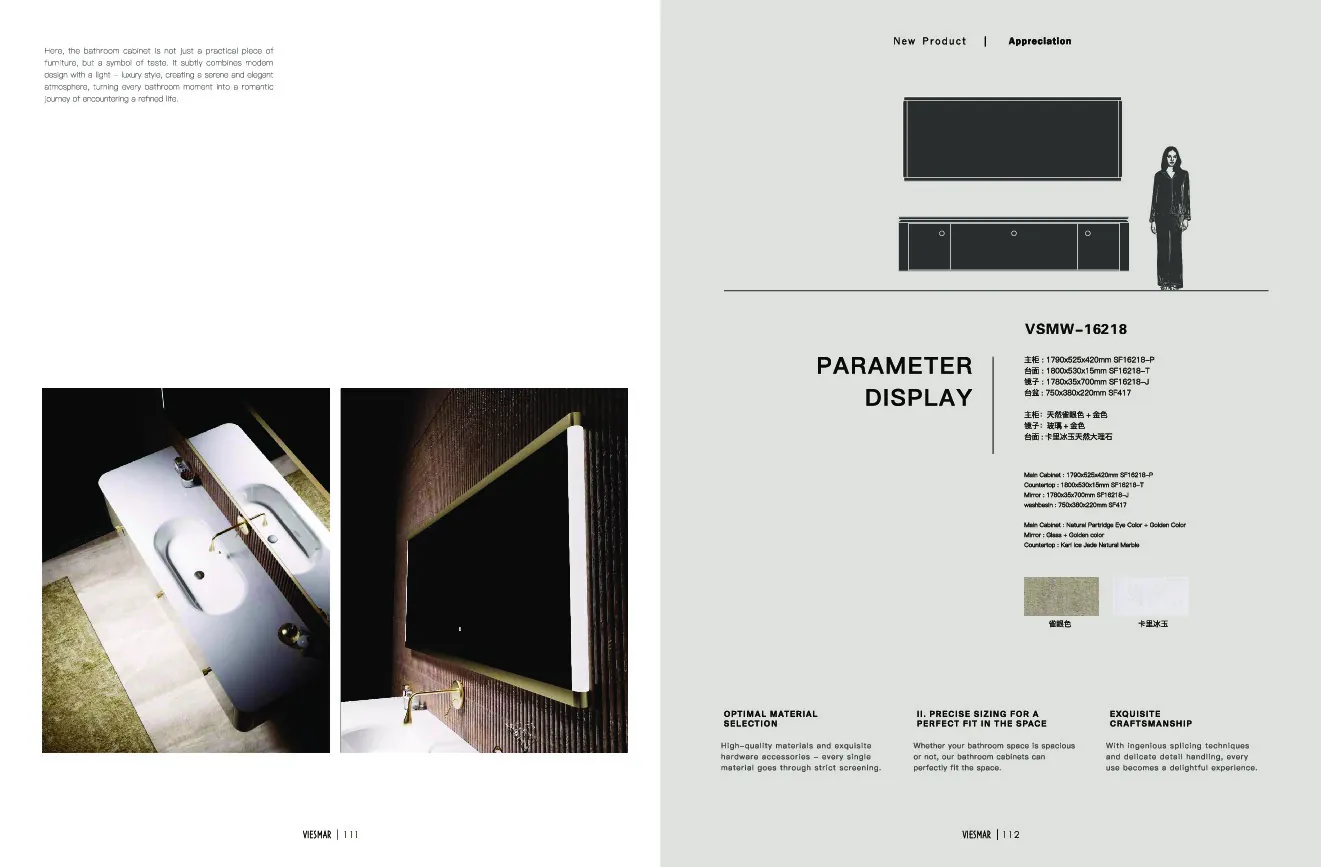 Here, the bathroom cabinet is not just a practical piece of
furniture, but a symbol of taste. It subtly combines modern
design with a light - luxury style, creating a serene and elegant
atmosphere, turning every bathroom moment into a romantic
journey of encountering a refined life.
VIESMAR | 111
New Product | Appreciation
PARAMETER
DISPLAY
VSMW-16218
主柜 : 1790x525x420mm SF16218-P
台面 : 1800x530x15mm SF16218-T
镜子 : 1780x35x700mm SF16218-J
台盆 : 750x380x220mm SF417
主柜：天然雀眼色 + 金色
镜子：玻璃 + 金色
台面 : 卡里冰玉天然大理石
Main Cabinet : 1790x525x420mm SF16218-P
Countertop : 1800x530x15mm SF16218-T
Mirror : 1780x35x700mm SF16218-J
washbasin : 750x380x220mm SF417
Main Cabinet : Natural Partridge Eye Color + Golden Color
Mirror : Glass + Golden color
Countertop : Kari Ice Jade Natural Marble
雀眼色
卡里冰玉
OPTIMAL MATERIAL
SELECTION
High-quality materials and exquisite
hardware accessories - every single
material goes through strict screening.
II. PRECISE SIZING FOR A
PERFECT FIT IN THE SPACE
Whether your bathroom space is spacious
or not, our bathroom cabinets can
perfectly fit the space.
EXQUISITE
CRAFTSMANSHIP
With ingenious splicing techniques
and delicate detail handling, every
use becomes a delightful experience.
VIESMAR | 112